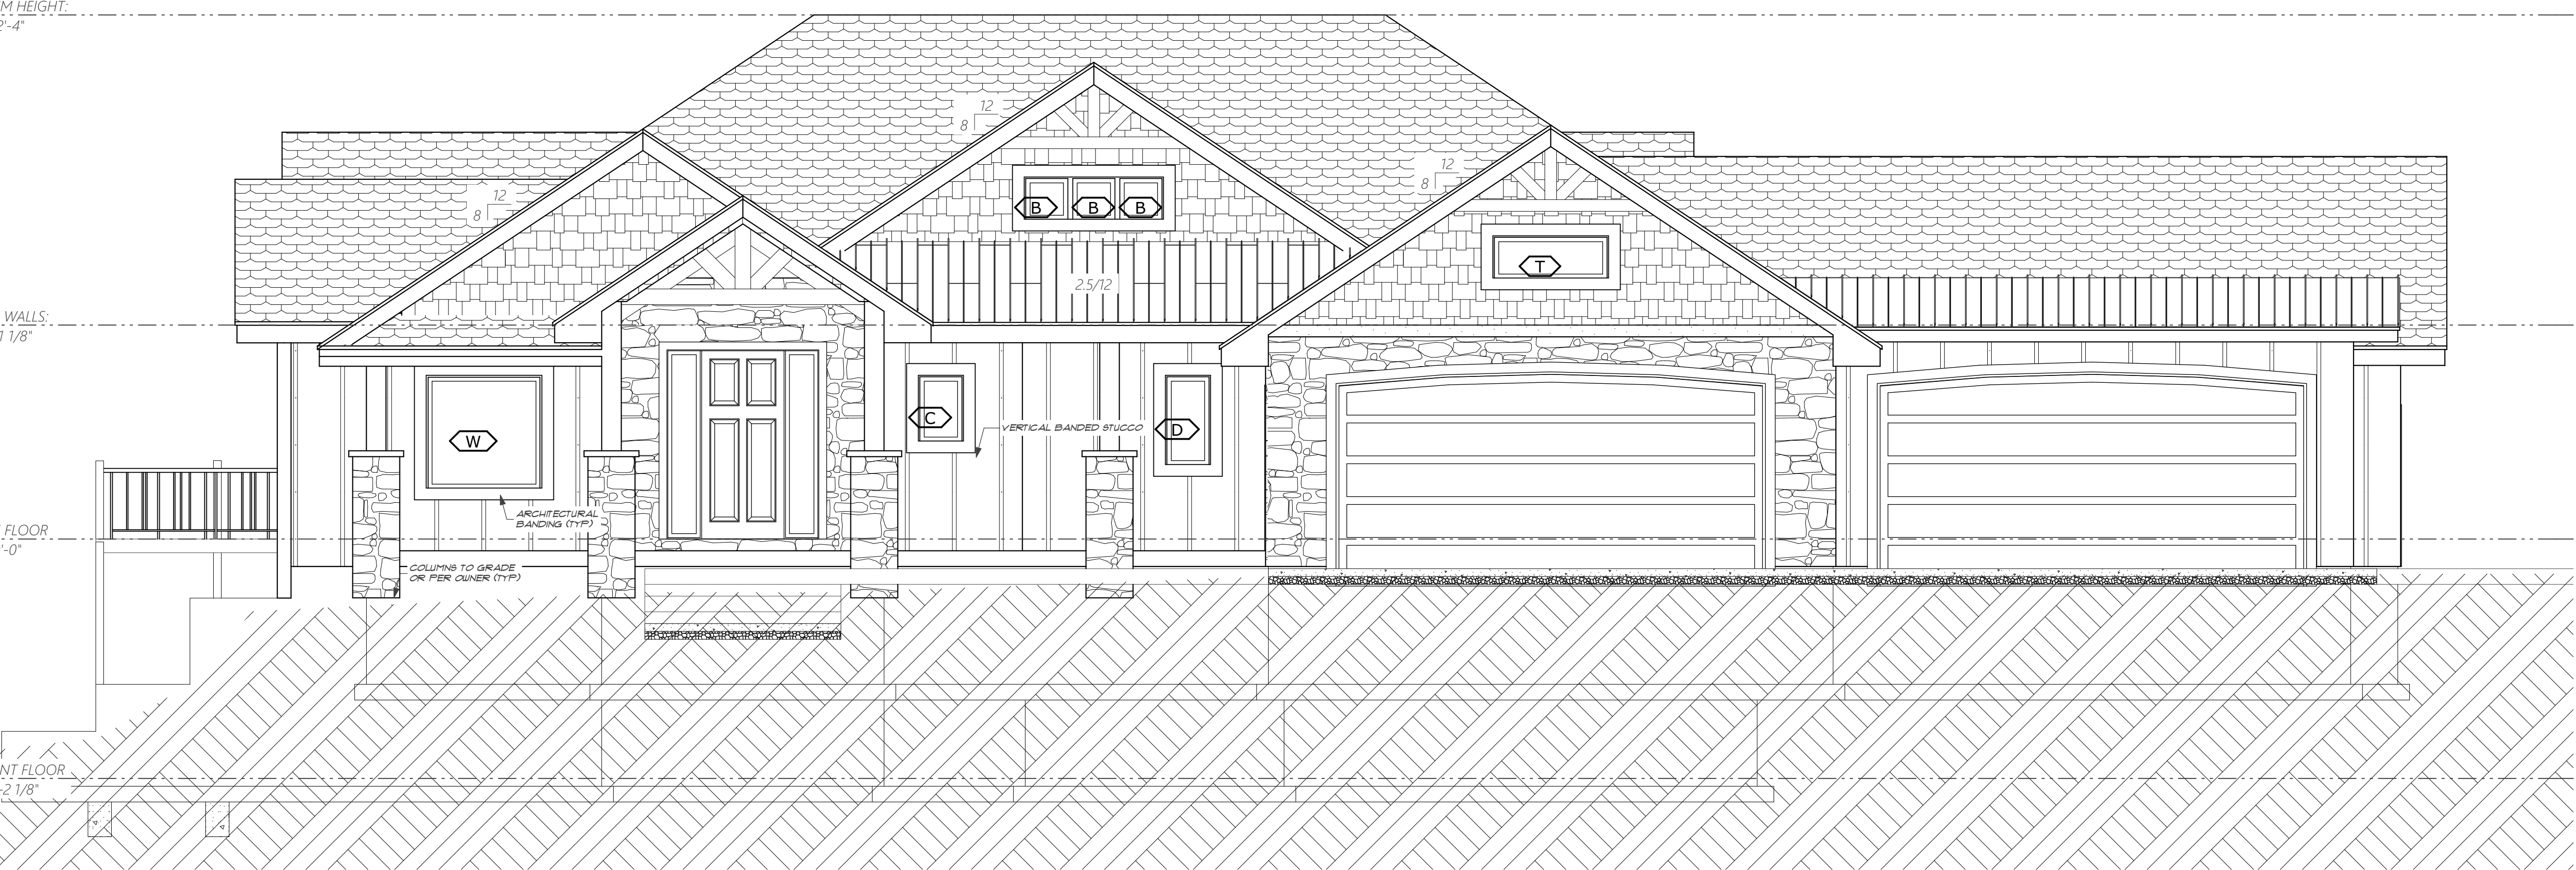 M HEIGHT:
2'-4"
12
8
12
8
12
8
B
B
B
T
2.5/12
WALLS:
1 1/8"
C
D
W
VERTICAL BANDED STUCCO
ARCHITECTURAL
BANDING (TYP)
FLOOR
'-0"
COLUMNS TO GRADE
OR PER OWNER (TYP)
NT FLOOR
-2 1/8"